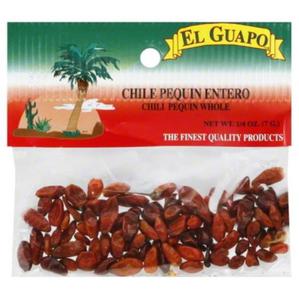 EL GUAPO
CHILE PEQUIN ENTERO
CHILI PEQUIN WHOLE
NET WT. 1/4 OZ. (7 G.)
THE FINEST QUALITY PRODUCTS